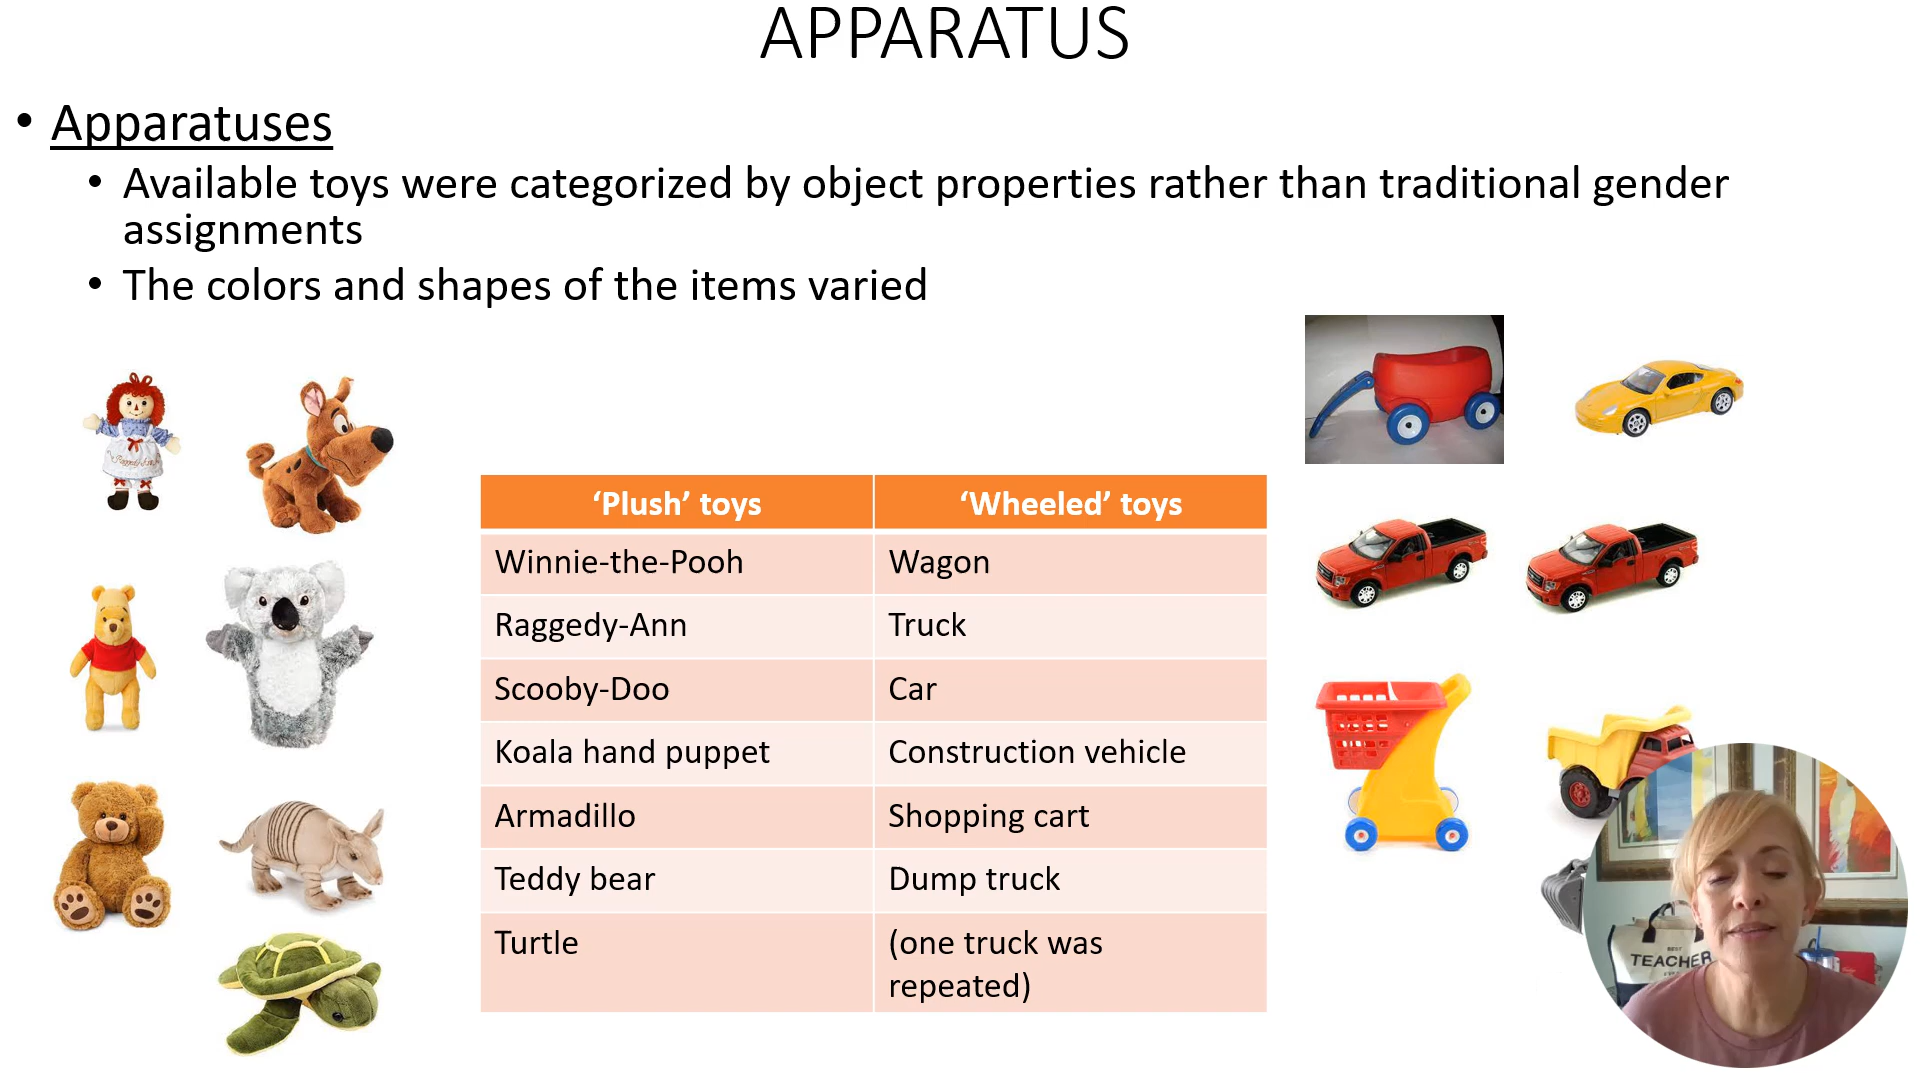 APPARATUS
• Apparatuses
• Available toys were categorized by object properties rather than traditional gender
assignments
• The colors and shapes of the items varied
‘Plush’ toys ‘Wheeled’ toys
Winnie-the-Pooh Wagon
Raggedy-Ann Truck
Scooby-Doo Car
Koala hand puppet Construction vehicle
Armadillo Shopping cart
Teddy bear Dump truck
Turtle (one truck was
repeated)
BEST
TEACHER